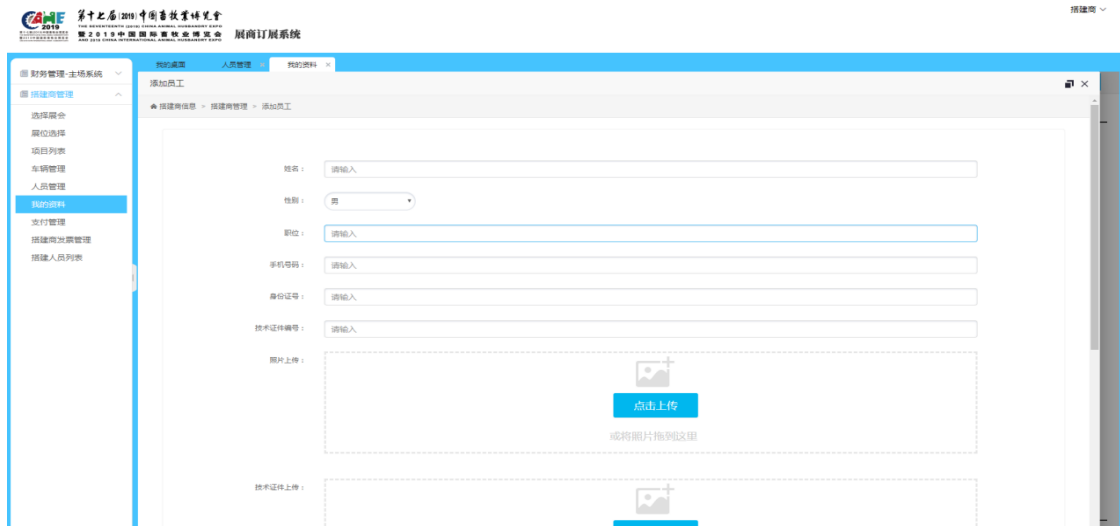 搭建商
CAHE
2019
第十七届(2019)中国畜牧业博览会
THE SEVENTEENTH (2019) CHINA ANIMAL HUSBANDRY EXPO
暨2019中国国际畜牧业博览会
AND 2019 CHINA INTERNATIONAL ANIMAL HUSBANDRY EXPO
展商订展系统
我的桌面
人员管理 ×
我的资料 ×
财务管理-主场系统
搭建商管理
选择展会
展位选择
项目列表
车辆管理
人员管理
我的资料
支付管理
搭建商发票管理
搭建人员列表
添加员工
搭建商信息 > 搭建商管理 > 添加员工
姓名： 请输入
性别： 男
职位： 请输入
手机号码： 请输入
身份证号： 请输入
技术证件编号： 请输入
照片上传：
点击上传
或将照片拖到这里
技术证件上传：